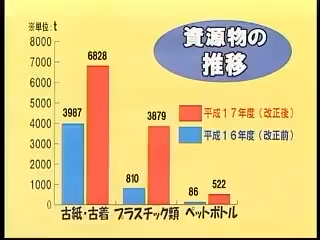 ※単位:t
資源物の
推移
8000
7000
6000
5000
4000
3000
2000
1000
0
3987
6828
810
3879
86
522
平成17年度(改正後)
平成16年度(改正前)
古紙・古着
プラスチック類
ペットボトル